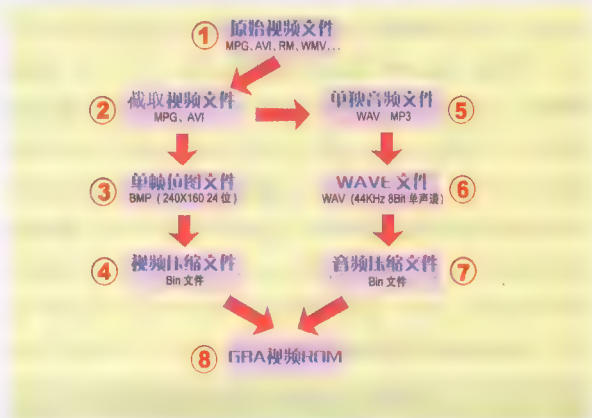 ① 原始视频文件
MPG、AVI、RM、WMV...
② 截取视频文件
MPG、AVI
单独音频文件 ⑤
WAV MP3
③ 单帧位图文件
BMP (240X160 24位)
WAVE 文件 ⑥
WAV (44KHz 8Bit 单声道)
④ 视频压缩文件
Bin 文件
音频压缩文件 ⑦
Bin 文件
⑧ GBA视频ROM